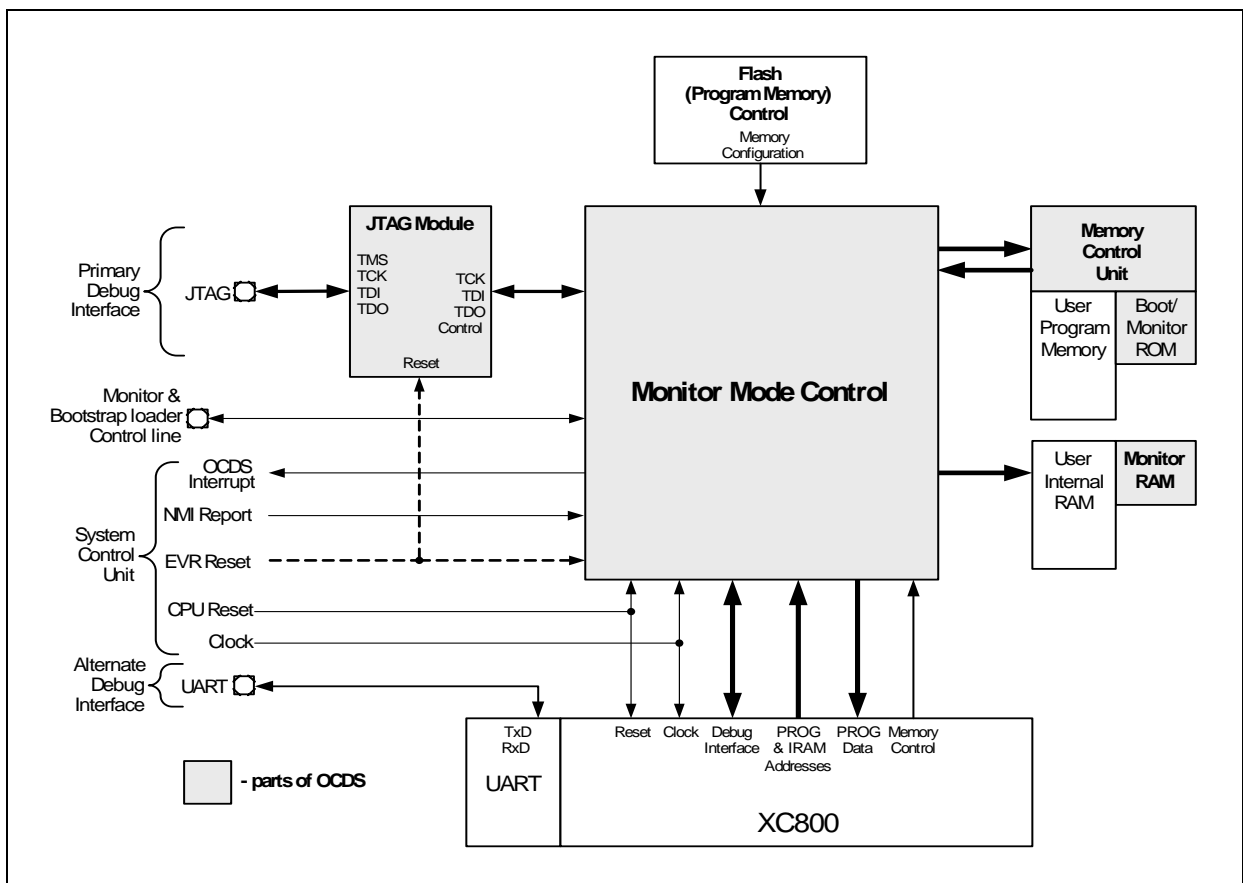 Flash
(Program Memory)
Control
Memory
Configuration
JTAG Module
TMS
TCK
TDI
TDO
TCK
TDI
TDO
Control
Reset
Primary
Debug
Interface
JTAG
Monitor &
Bootstrap loader
Control line
System
Control
Unit
OCDS
Interrupt
NMI Report
EVR Reset
CPU Reset
Clock
Alternate
Debug
Interface
UART
Monitor Mode Control
Memory
Control
Unit
User
Program
Memory
Boot/
Monitor
ROM
User
Internal
RAM
Monitor
RAM
TxD
RxD
UART
Reset
Clock
Debug
Interface
PROG
& IRAM
Addresses
PROG
Data
Memory
Control
XC800
- parts of OCDS